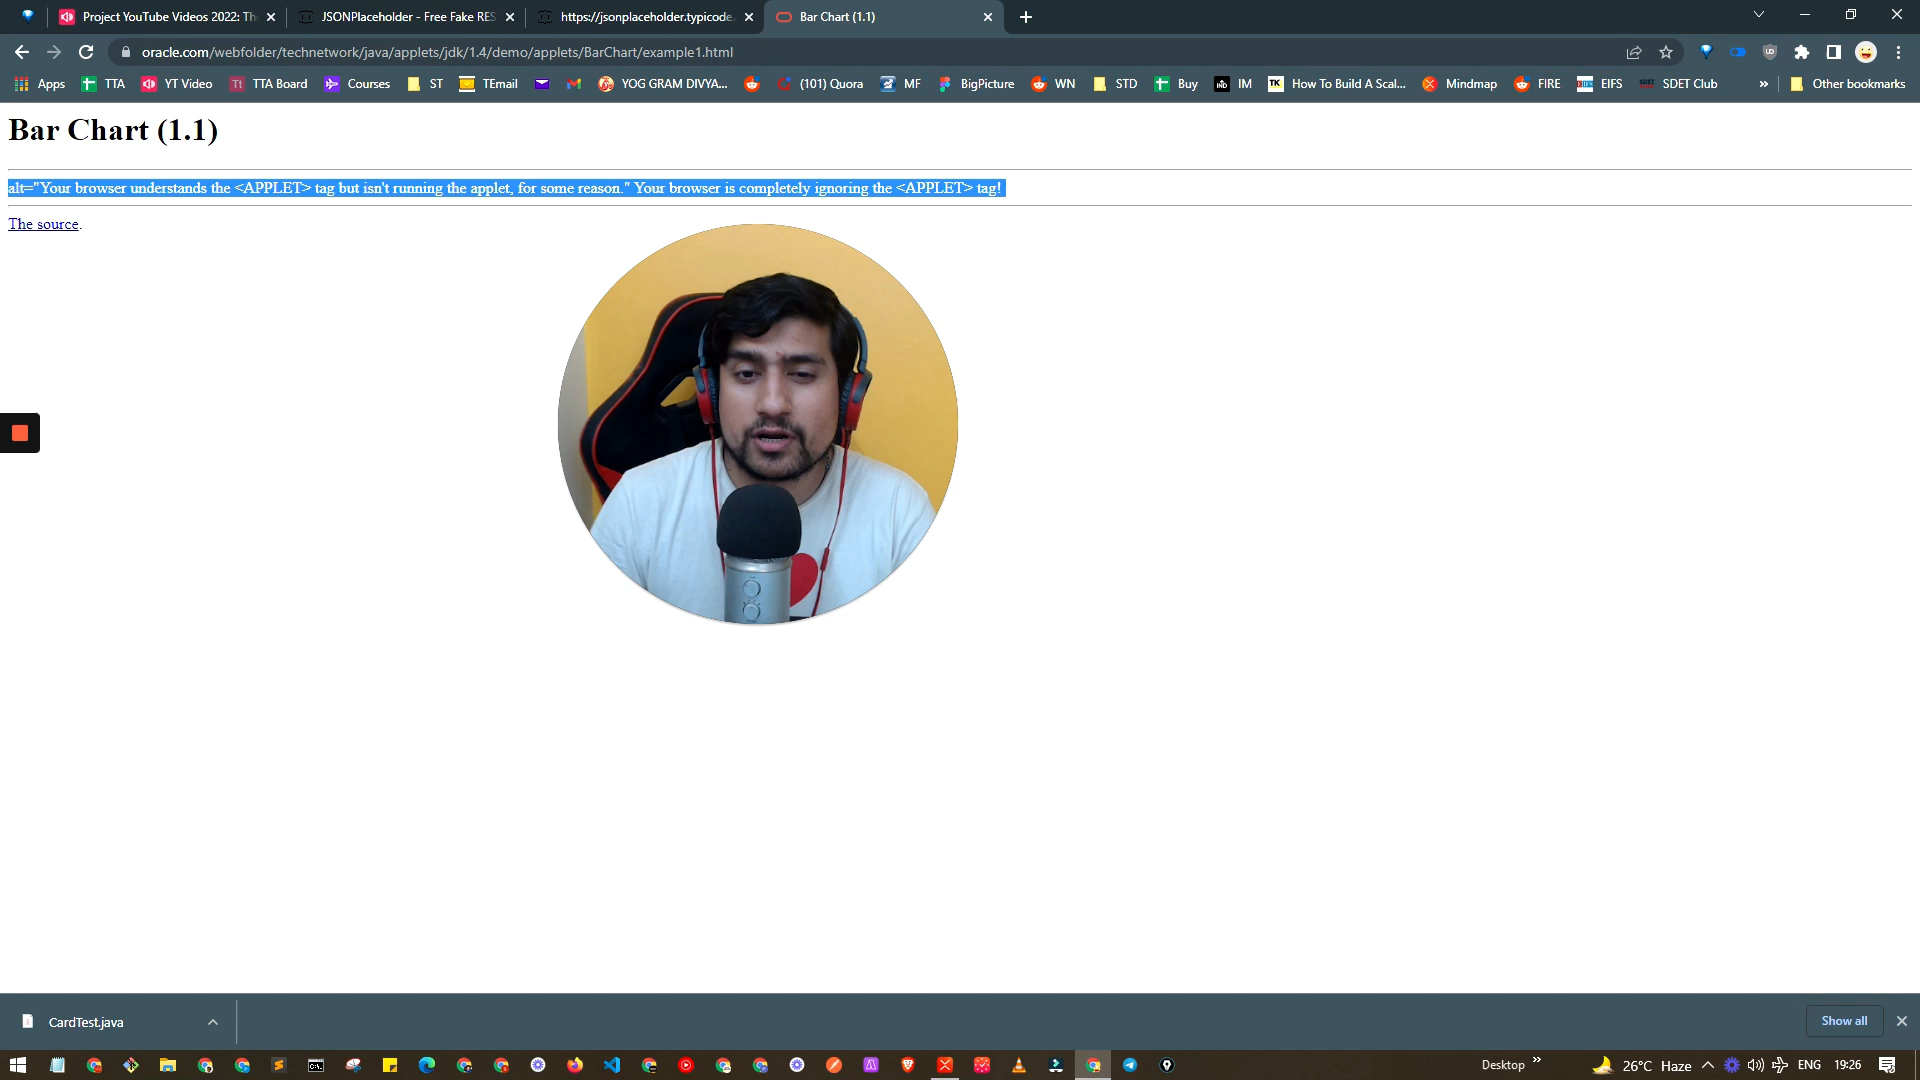 Project YouTube Videos 2022: Th
JSONPlaceholder - Free Fake RES
https://jsonplaceholder.typicode.
Bar Chart (1.1)
oracle.com/webfolder/technetwork/java/applets/jdk/1.4/demo/applets/BarChart/example1.html
Apps TTA YT Video TTA Board Courses ST TEmail YOG GRAM DIVYA... (101) Quora MF BigPicture WN STD Buy IM How To Build A Scal... Mindmap FIRE EIFS SDET Club » Other bookmarks
Bar Chart (1.1)
alt="Your browser understands the <APPLET> tag but isn't running the applet, for some reason." Your browser is completely ignoring the <APPLET> tag!
The source.
CardTest.java
Show all
Desktop » 26°C Haze ENG 19:26